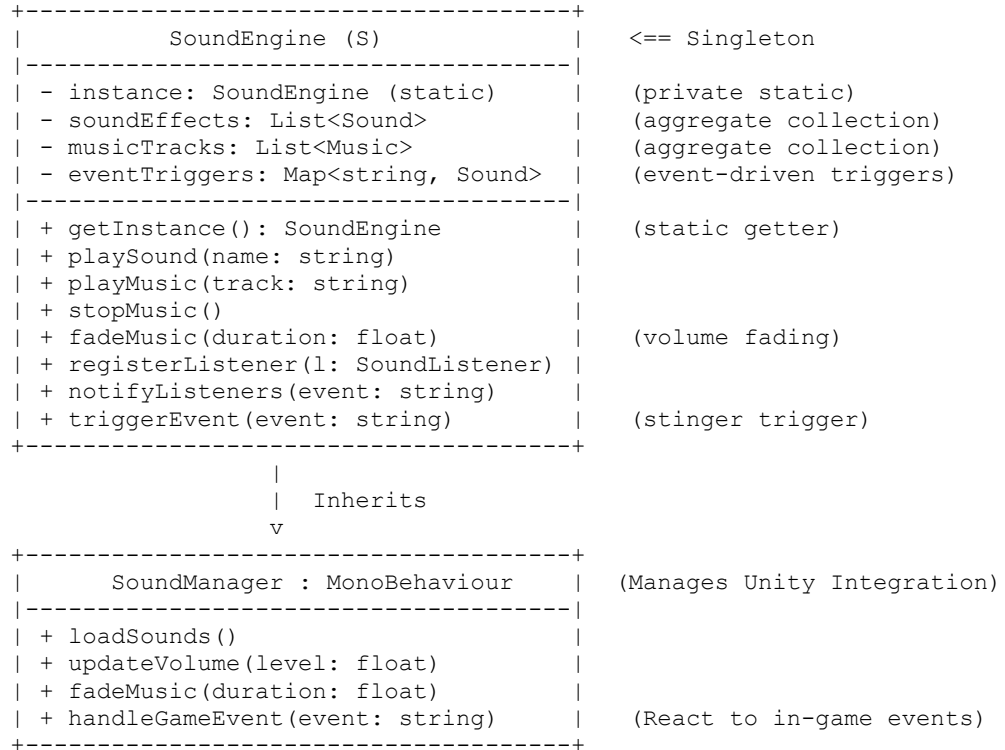 +--------------------------------------+
|          SoundEngine (S)             |   <== Singleton
|--------------------------------------|
| - instance: SoundEngine (static)     |   (private static)
| - soundEffects: List<Sound>          |   (aggregate collection)
| - musicTracks: List<Music>           |   (aggregate collection)
| - eventTriggers: Map<string, Sound>  |   (event-driven triggers)
|--------------------------------------|
| + getInstance(): SoundEngine         |   (static getter)
| + playSound(name: string)            |
| + playMusic(track: string)           |
| + stopMusic()                        |
| + fadeMusic(duration: float)         |   (volume fading)
| + registerListener(l: SoundListener) |
| + notifyListeners(event: string)     |
| + triggerEvent(event: string)        |   (stinger trigger)
+--------------------------------------+
                  |
                  |  Inherits
                  v
+--------------------------------------+
|      SoundManager : MonoBehaviour    |  (Manages Unity Integration)
|--------------------------------------|
| + loadSounds()                       |
| + updateVolume(level: float)         |
| + fadeMusic(duration: float)         |
| + handleGameEvent(event: string)     |   (React to in-game events)
+--------------------------------------+